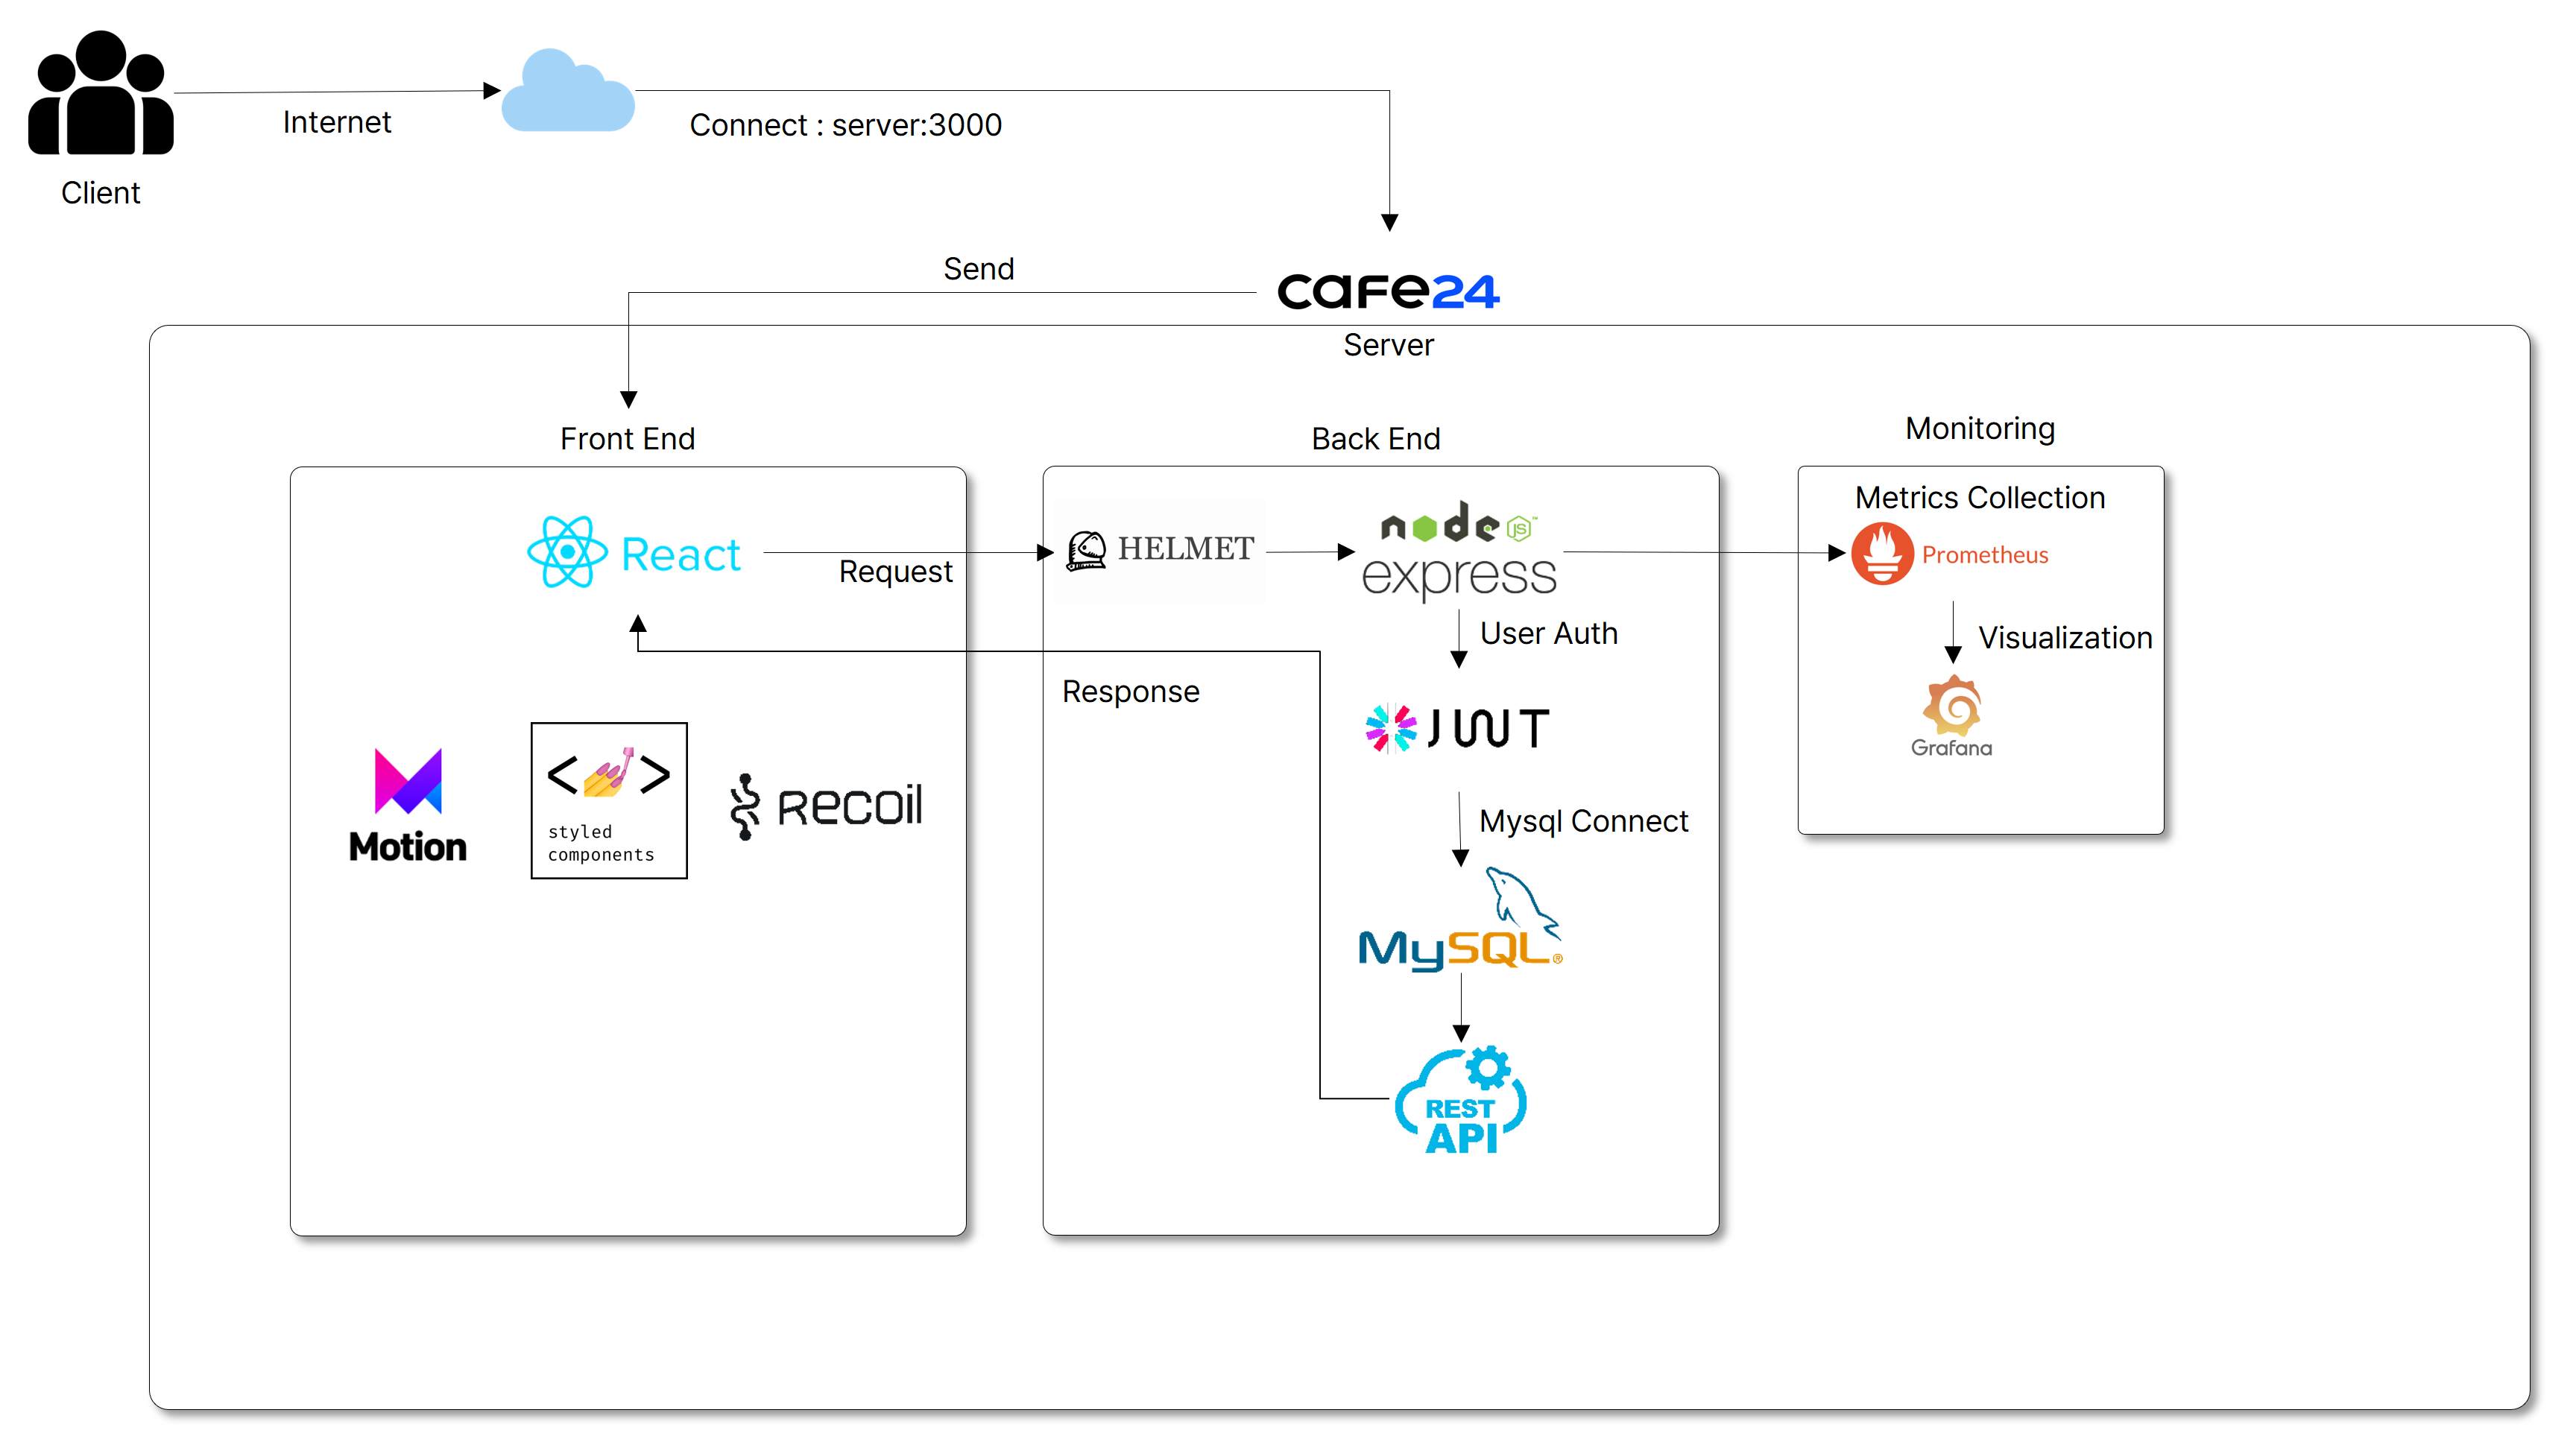 Client
Internet
Connect : server:3000
cafe24
Send
Server
Front End
Back End
Monitoring
React
Request
HELMET
node JS™
express
Metrics Collection
Prometheus
User Auth
Visualization
Response
JWT
Grafana
Motion
<>
styled
components
Recoil
Mysql Connect
MySQL®
REST
API